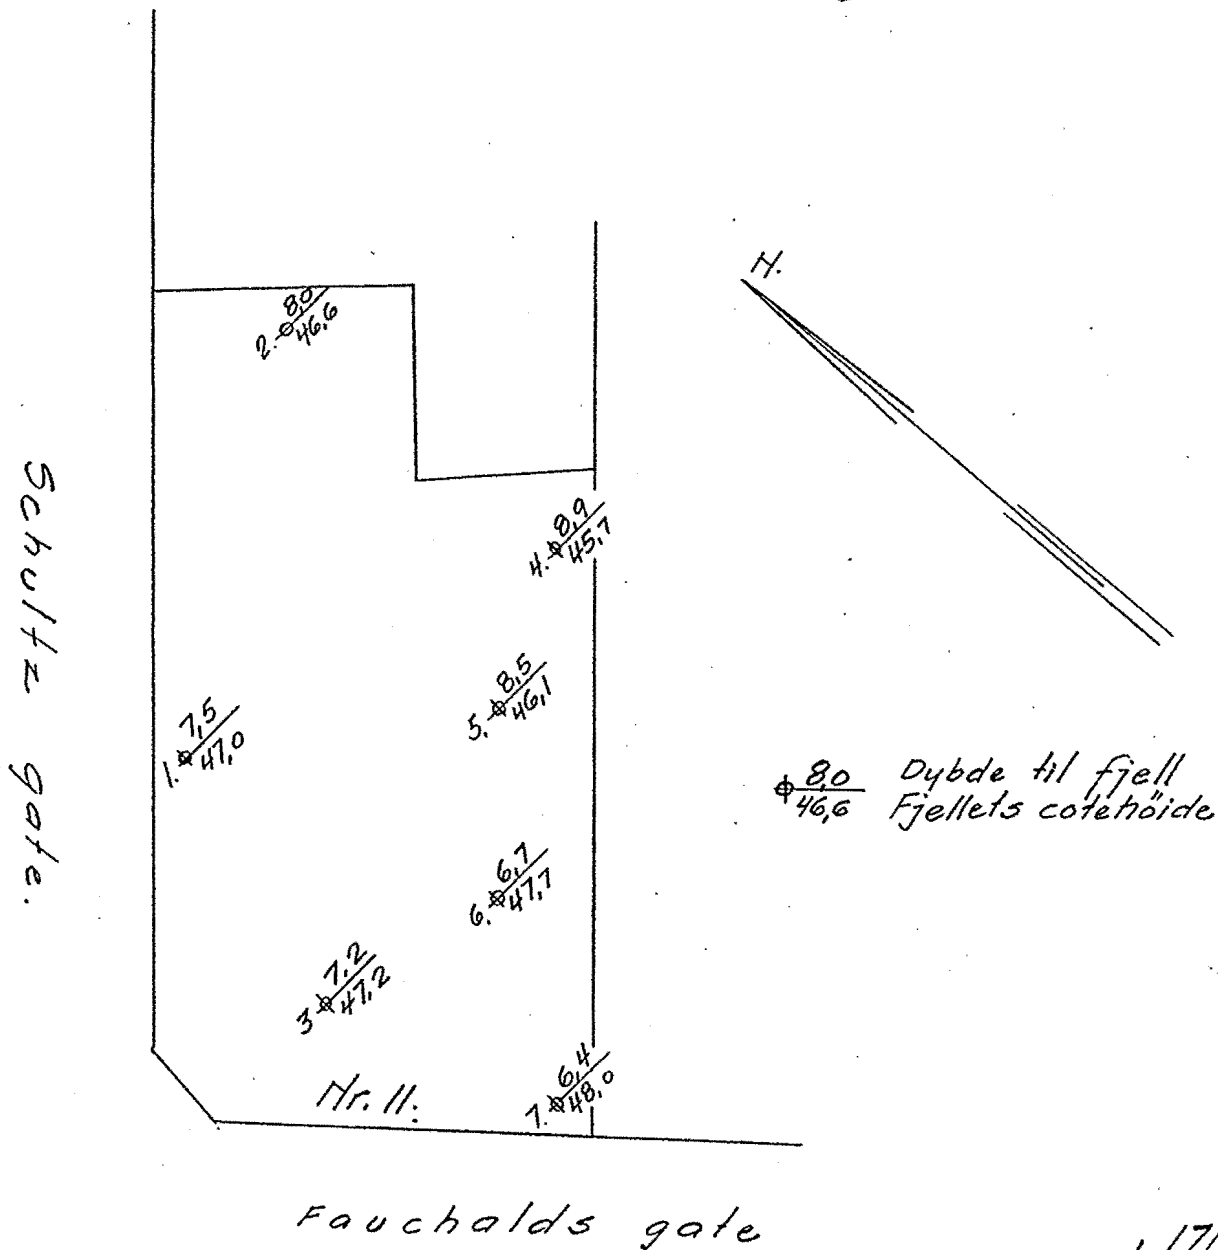 N.
8,0
2. 46,6
8,9
4. 45,7
8,5
5. 46,1
7,5
1. 47,0
8,0 Dybde til fjell
46,6 Fjellets cotehöide
6,7
6. 47,7
7,2
3 47,2
6,4
7. 48,0
Nr. 11.
Schultz gate.
Fauchalds gate